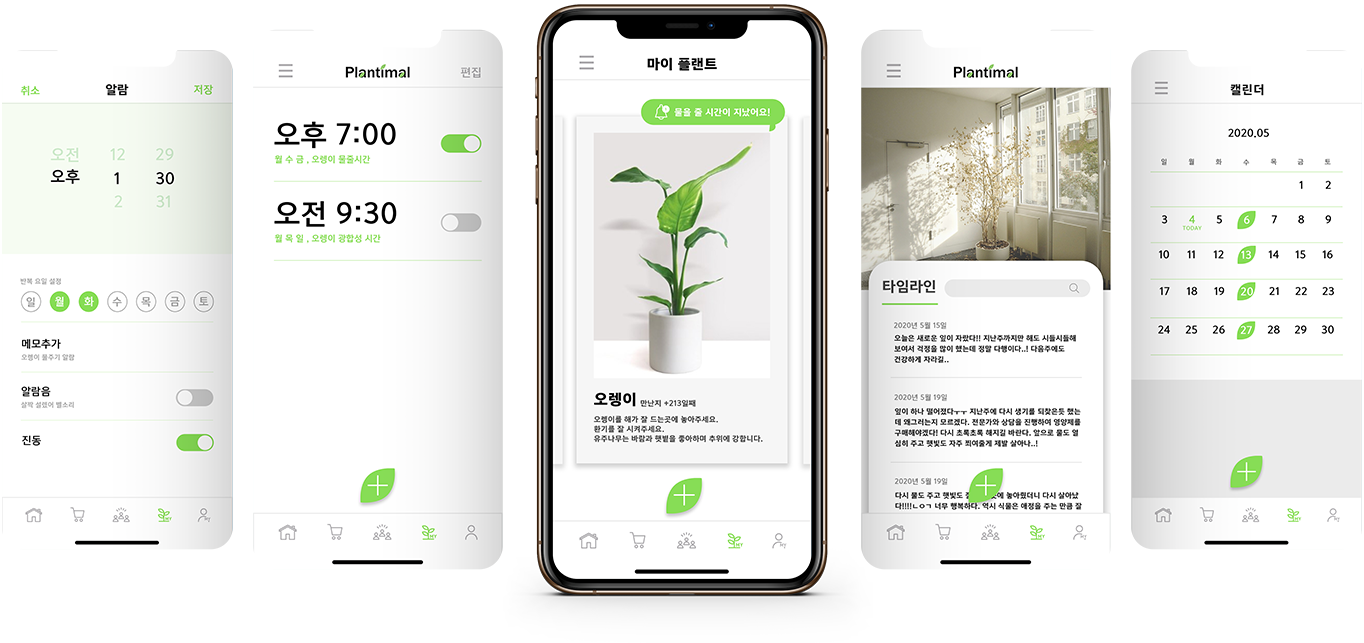 취소
알람
저장
오전 12 29
오후 1 30
2 31
반복 요일 설정
일 월 화 수 목 금 토
메모추가
오렝이 물주기 알람
알람음
살짝 설렜어 벨소리
진동
MY
Plantimal
편집
오후 7:00
월 수 금 , 오렝이 물줄시간
오전 9:30
월 목 일 , 오렝이 광합성 시간
MY
마이 플랜트
물을 줄 시간이 지났어요!
오렝이 만난지 +213일째
오렝이를 해가 잘 드는곳에 놓아주세요.
환기를 잘 시켜주세요.
유주나무는 바람과 햇볕을 좋아하며 추위에 강합니다.
MY
Plantimal
타임라인
2020년 5월 15일
오늘은 새로운 잎이 자랐다!! 지난주까지만 해도 시들시들해
보여서 걱정을 많이 했는데 정말 다행이다..! 다음주에도
건강하게 자라길..
2020년 5월 19일
잎이 하나 떨어졌다ㅜㅜ 지난주에 다시 생기를 되찾은듯 했는
데 왜그러는지 모르겠다. 전문가와 상담을 진행하여 영양제를
구매해야겠다! 다시 초록초록 해지길 바란다. 앞으로 물도 열
심히 주고 햇빛도 자주 쬐여줄게 제발 살아나..!
2020년 5월 19일
다시 물도 주고 햇빛도 곳에 놓아줬더니 다시 살아났
다!!!!ㄴㅇㄱ 너무 행복하다. 역시 식물은 애정을 주는 만큼 잘
MY
캘린더
2020.05
일 월 화 수 목 금 토
1 2
3 4 5 6 7 8 9
TODAY
10 11 12 13 14 15 16
17 18 19 20 21 22 23
24 25 26 27 28 29 30
MY